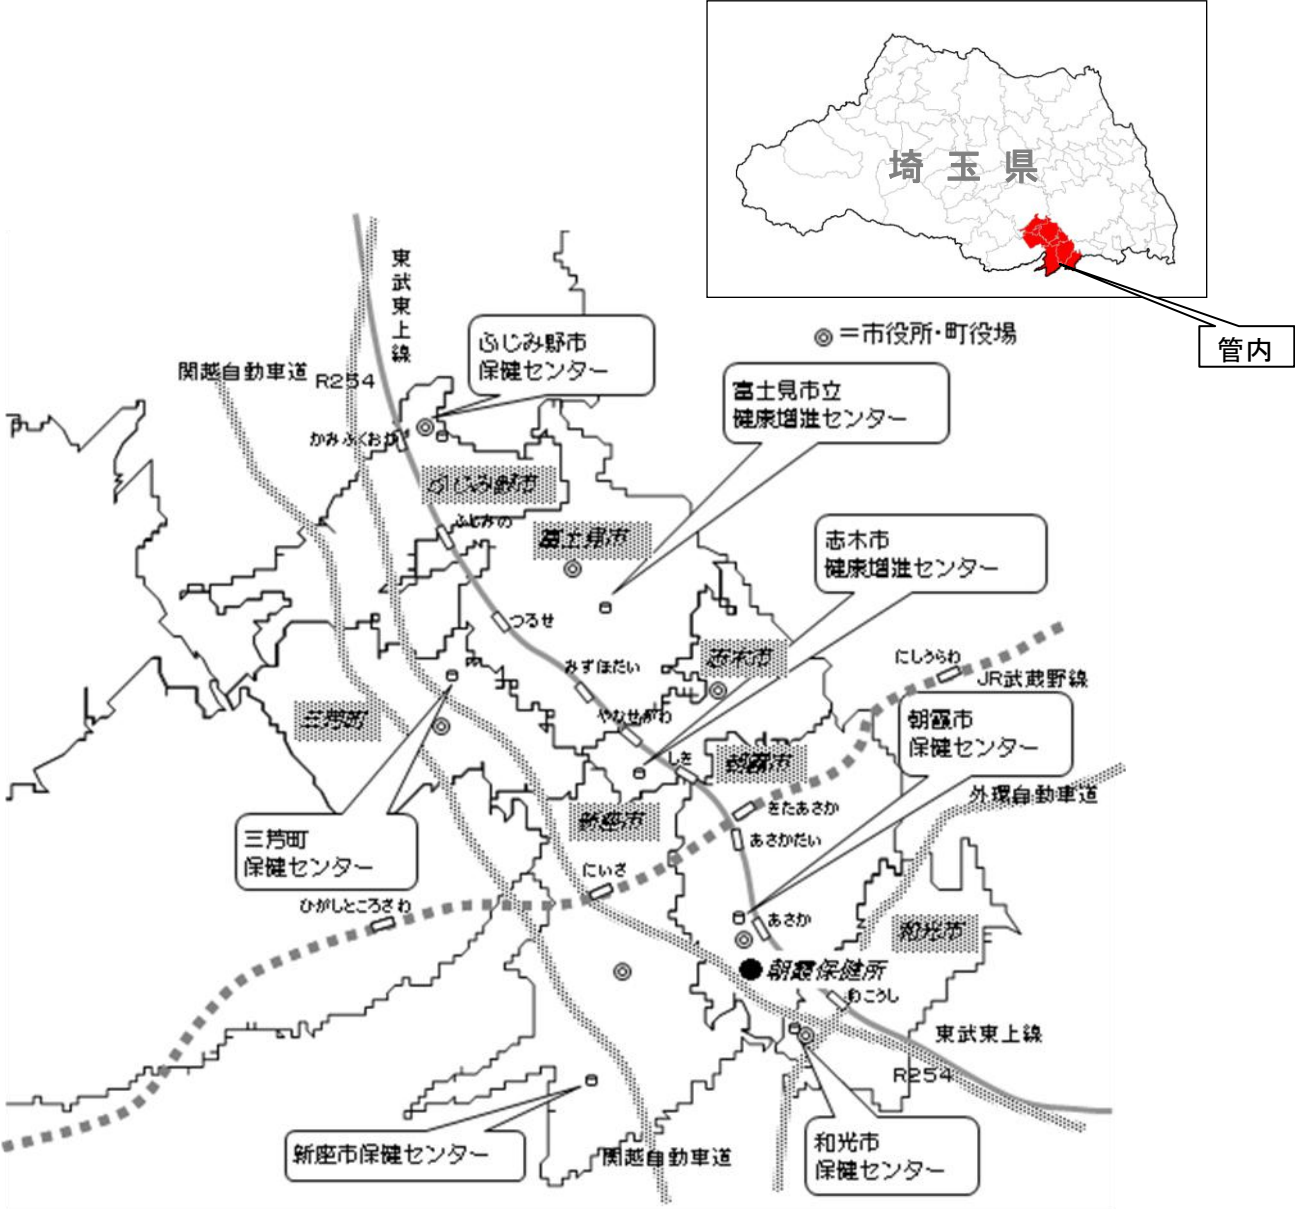 埼玉県
管内
◎＝市役所・町役場
東武東上線
関越自動車道
R254
ふじみ野市
保健センター
富士見市立
健康増進センター
かみふくおか
ふじみ野市
ふじみの
富士見市
志木市
健康増進センター
つるせ
みずほだい
志木市
にしうらわ
JR武蔵野線
三芳町
やなせがわ
朝霞市
保健センター
しき
朝霞市
外環自動車道
きたあさか
新座市
あさかだい
三芳町
保健センター
にいざ
ひがしところざわ
あさか
和光市
朝霞保健所
わこうし
東武東上線
R254
新座市保健センター
関越自動車道
和光市
保健センター